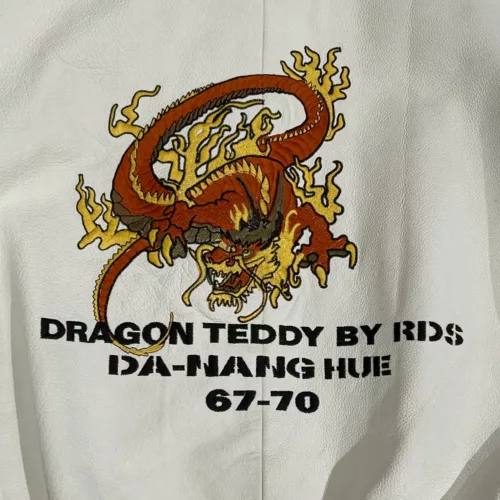 DRAGON TEDDY BY RDS
DA-NANG HUE
67-70